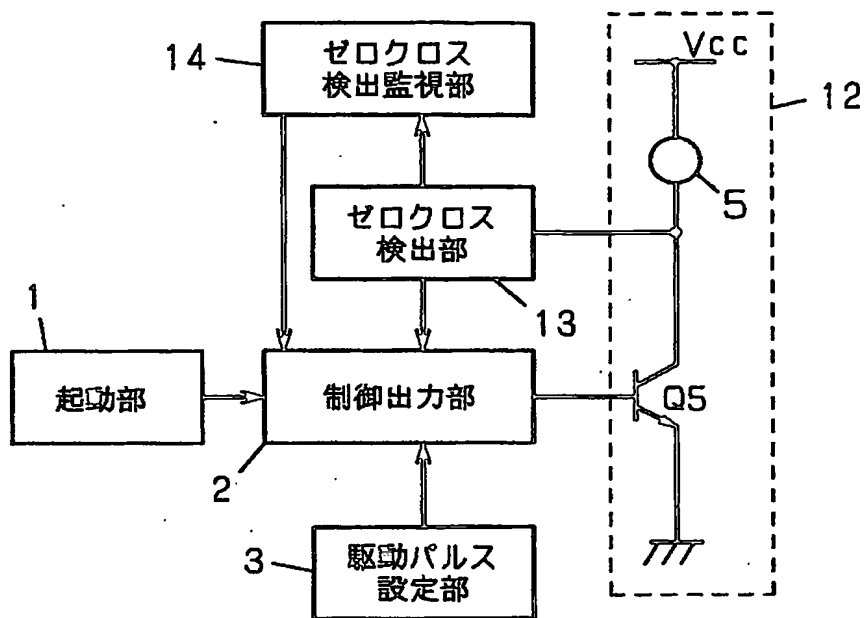 14
ゼロクロス
検出監視部
Vcc
12
5
ゼロクロス
検出部
13
1
起動部
制御出力部
Q5
2
3
駆動パルス
設定部